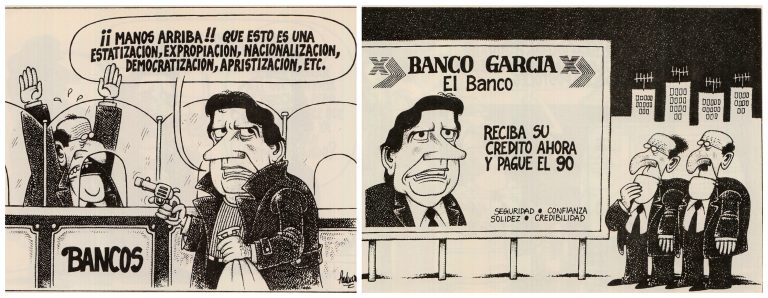 ¡¡ MANOS ARRIBA!! QUE ESTO ES UNA
ESTATIZACION, EXPROPIACION, NACIONALIZACION,
DEMOCRATIZACION, APRISTIZACION, ETC.
BANCOS
BANCO GARCIA
El Banco
RECIBA SU
CREDITO AHORA
Y PAGUE EL 90
SEGURIDAD • CONFIANZA
SOLIDEZ • CREDIBILIDAD